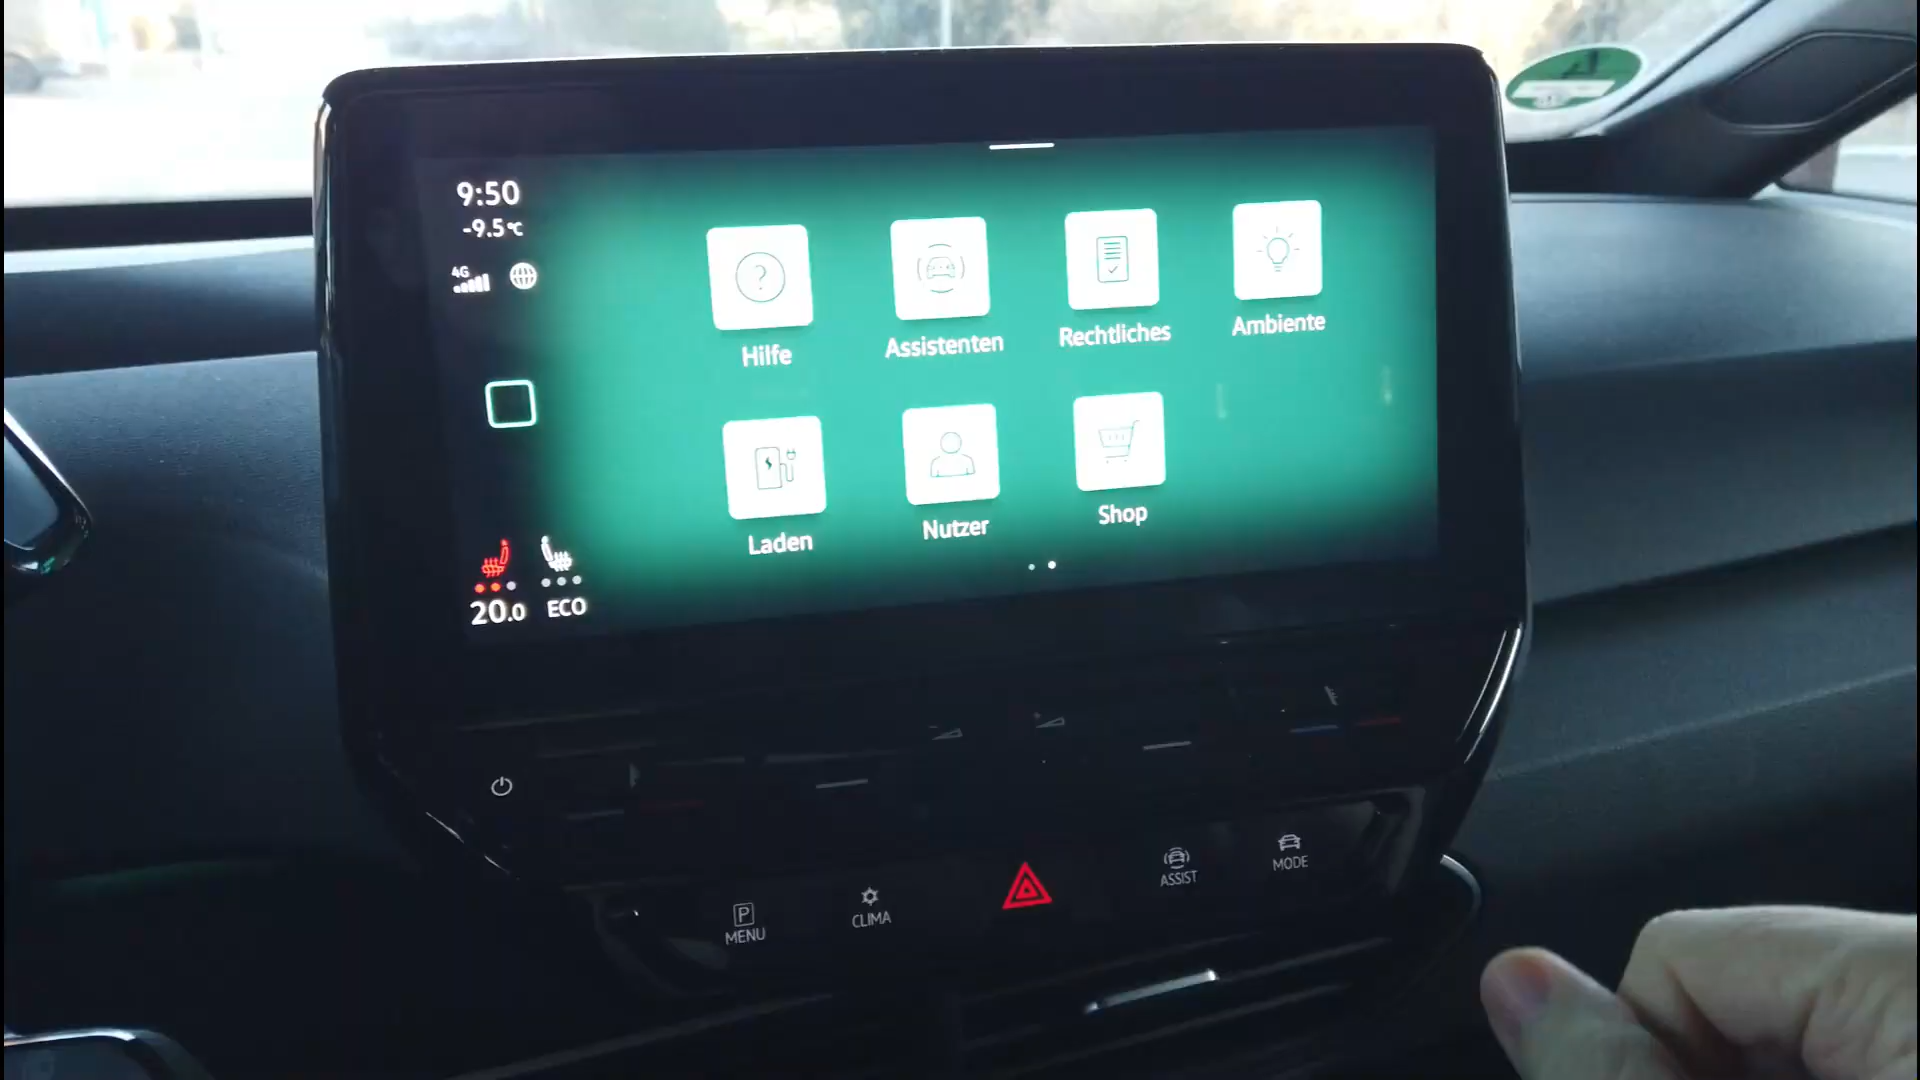 9:50
-9.5°C
4G
Hilfe
Assistenten
Rechtliches
Ambiente
Laden
Nutzer
Shop
20.0
ECO
P
MENU
CLIMA
ASSIST
MODE